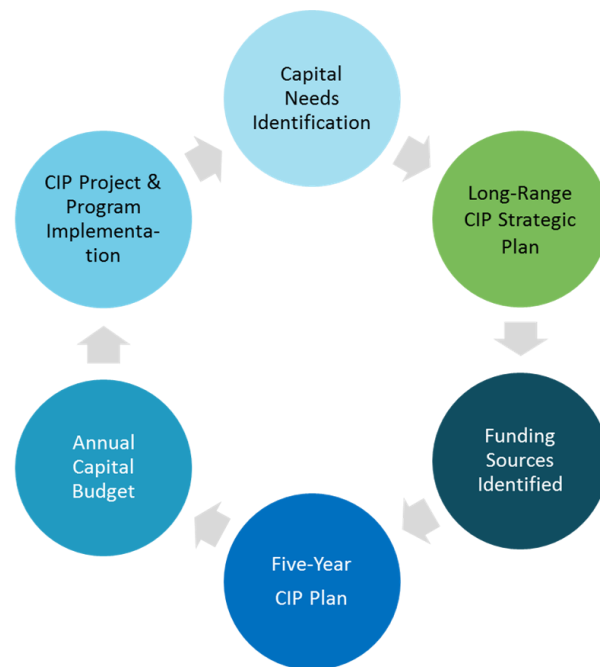 Capital
Needs
Identification
Long-Range
CIP Strategic
Plan
Funding
Sources
Identified
Five-Year
CIP Plan
Annual
Capital
Budget
CIP Project &
Program
Implementa-
tion